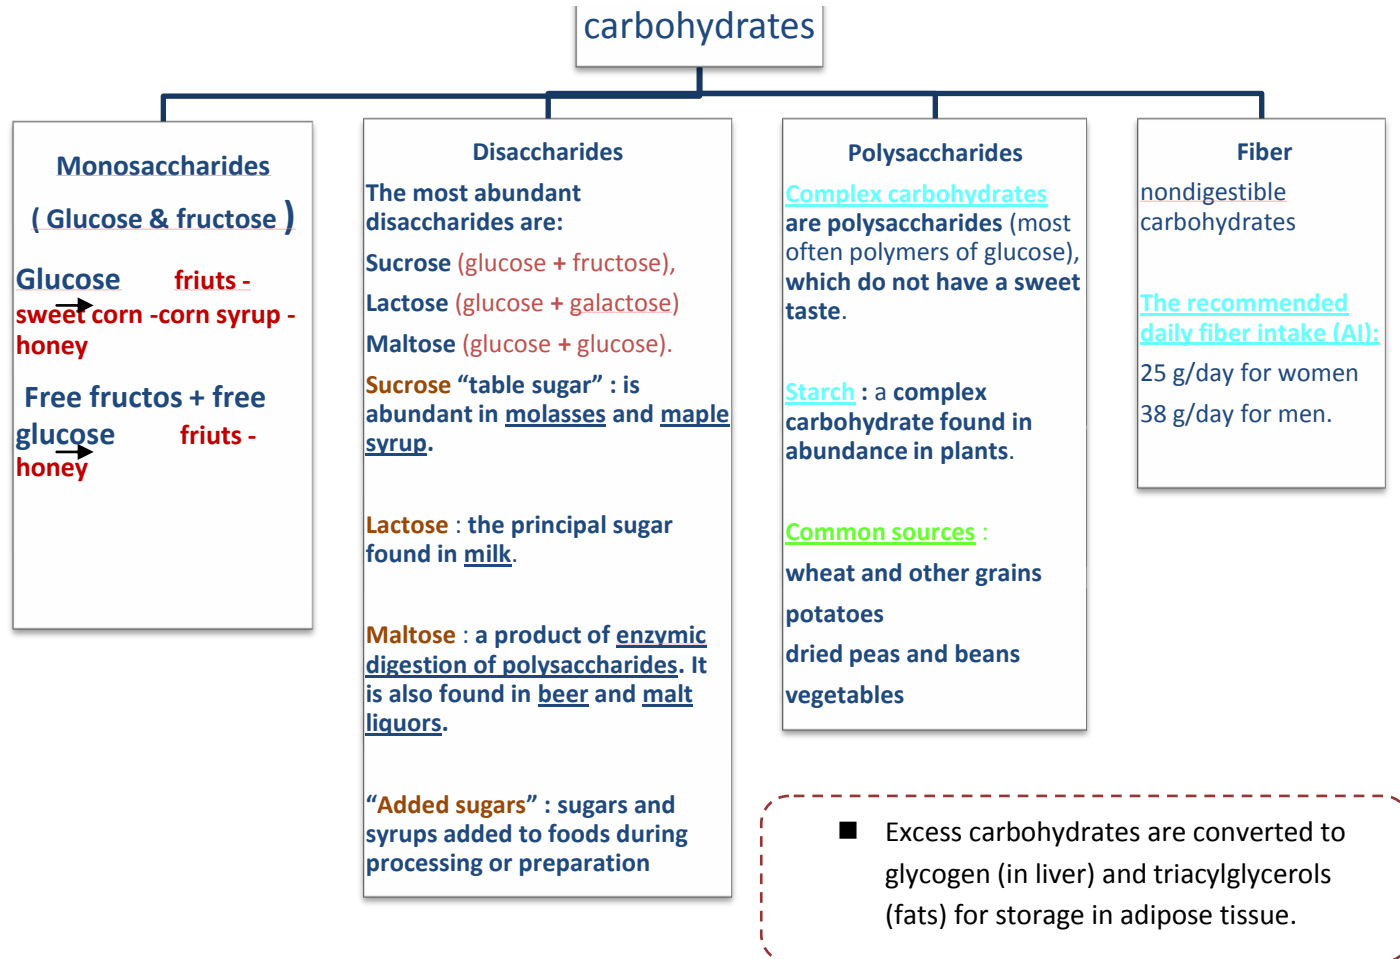 carbohydrates
Monosaccharides
( Glucose & fructose )
Glucose friuts -
sweet corn -corn syrup -
honey
Free fructos + free
glucose friuts -
honey
Disaccharides
The most abundant
disaccharides are:
Sucrose (glucose + fructose),
Lactose (glucose + galactose)
Maltose (glucose + glucose).
Sucrose “table sugar” : is
abundant in molasses and maple
syrup.
Lactose : the principal sugar
found in milk.
Maltose : a product of enzymic
digestion of polysaccharides. It
is also found in beer and malt
liquors.
“Added sugars” : sugars and
syrups added to foods during
processing or preparation
Polysaccharides
Complex carbohydrates
are polysaccharides (most
often polymers of glucose),
which do not have a sweet
taste.
Starch : a complex
carbohydrate found in
abundance in plants.
Common sources :
wheat and other grains
potatoes
dried peas and beans
vegetables
Fiber
nondigestible
carbohydrates
The recommended
daily fiber intake (AI):
25 g/day for women
38 g/day for men.
Excess carbohydrates are converted to
glycogen (in liver) and triacylglycerols
(fats) for storage in adipose tissue.